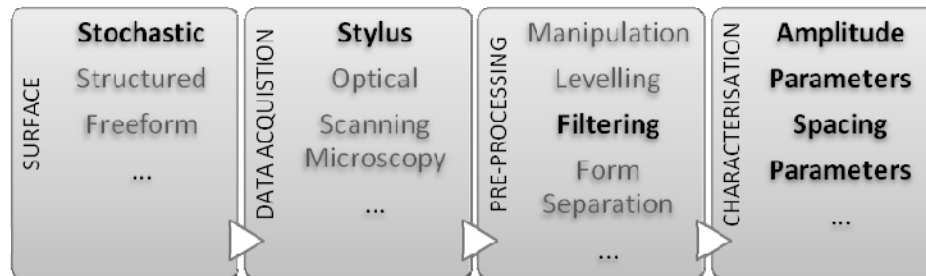 SURFACE
Stochastic
Structured
Freeform
...
DATA ACQUISTION
Stylus
Optical
Scanning
Microscopy
...
PRE-PROCESSING
Manipulation
Levelling
Filtering
Form
Separation
...
CHARACTERISATION
Amplitude
Parameters
Spacing
Parameters
...